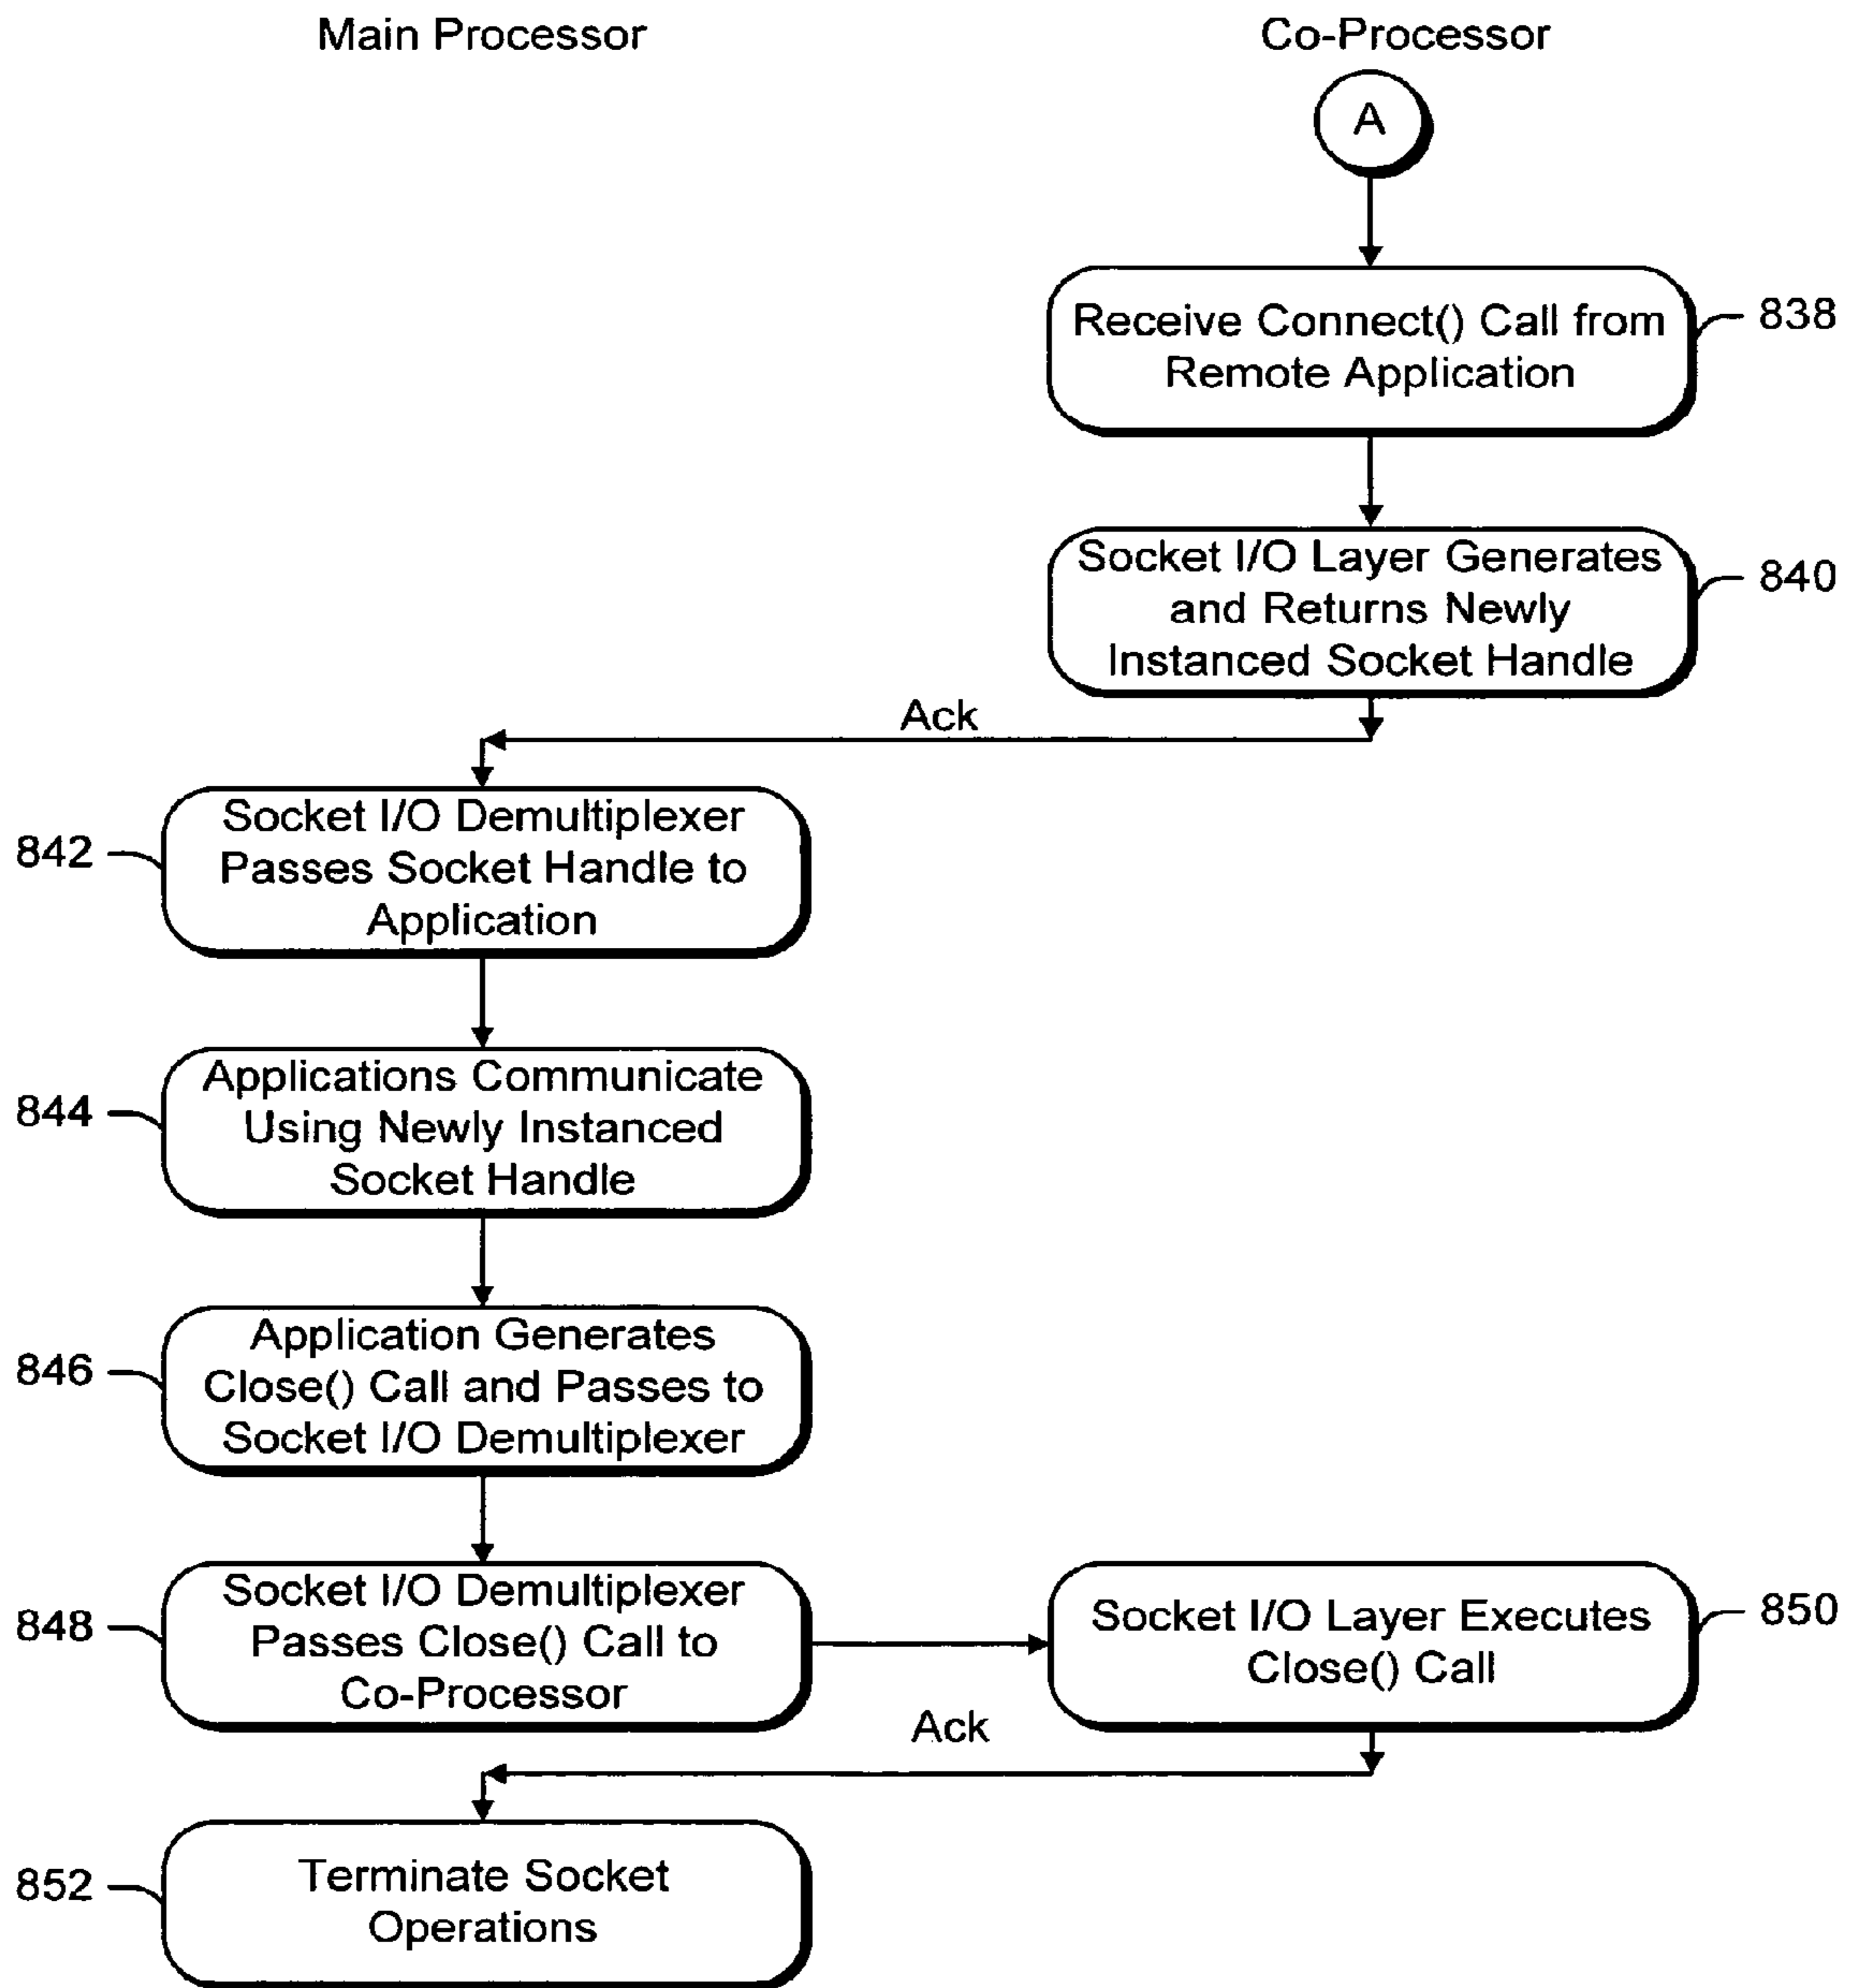 Main Processor
Co-Processor
A
Receive Connect() Call from
Remote Application
838
Socket I/O Layer Generates
and Returns Newly
Instanced Socket Handle
840
Ack
842
Socket I/O Demultiplexer
Passes Socket Handle to
Application
844
Applications Communicate
Using Newly Instanced
Socket Handle
846
Application Generates
Close() Call and Passes to
Socket I/O Demultiplexer
848
Socket I/O Demultiplexer
Passes Close() Call to
Co-Processor
Socket I/O Layer Executes
Close() Call
850
Ack
852
Terminate Socket
Operations